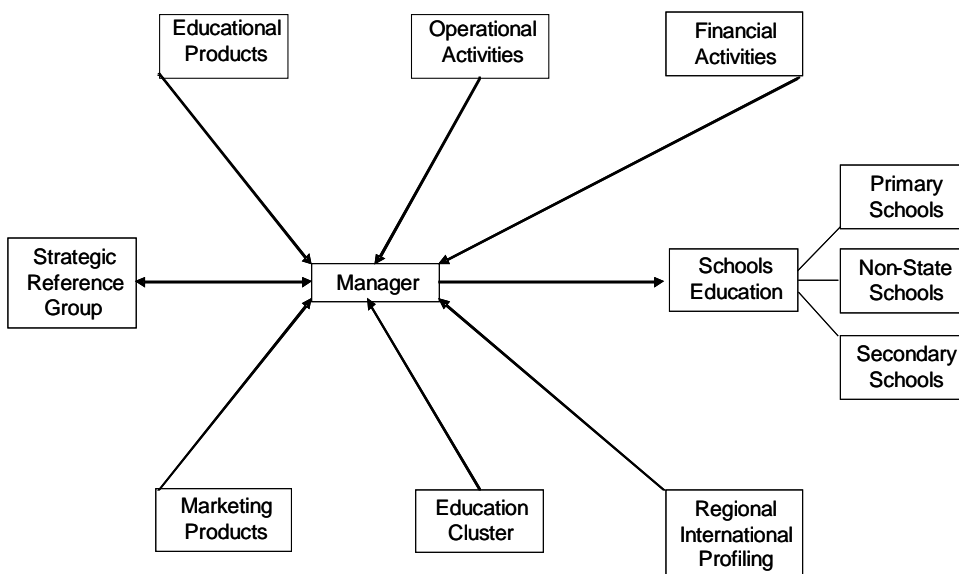 Educational
Products
Operational
Activities
Financial
Activities
Primary
Schools
Strategic
Reference
Group
Manager
Schools
Education
Non-State
Schools
Secondary
Schools
Marketing
Products
Education
Cluster
Regional
International
Profiling